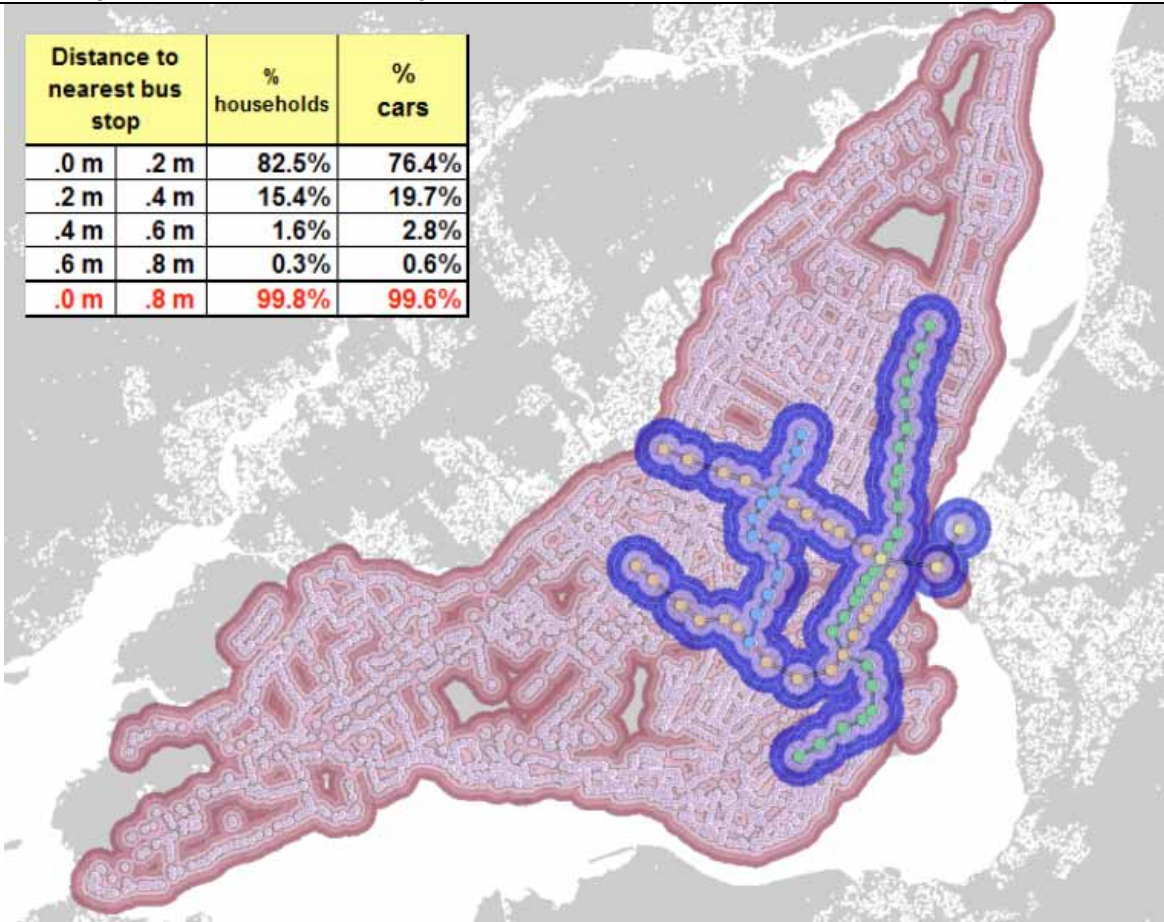 Distance to nearest bus stop % households % cars
.0 m .2 m 82.5% 76.4%
.2 m .4 m 15.4% 19.7%
.4 m .6 m 1.6% 2.8%
.6 m .8 m 0.3% 0.6%
.0 m .8 m 99.8% 99.6%